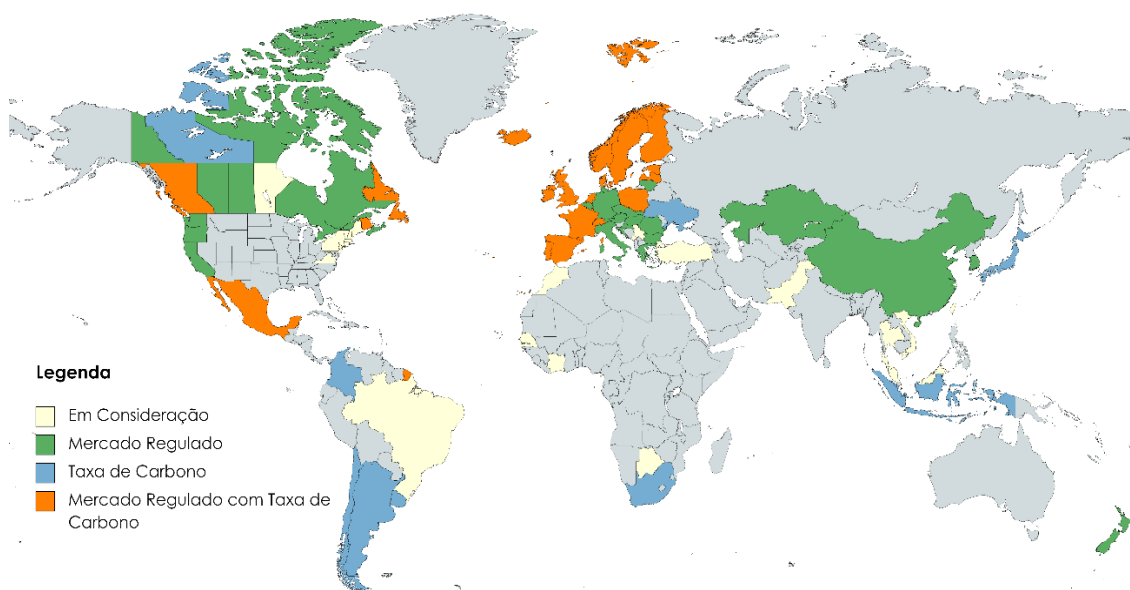 Legenda
Em Consideração
Mercado Regulado
Taxa de Carbono
Mercado Regulado com Taxa de
Carbono